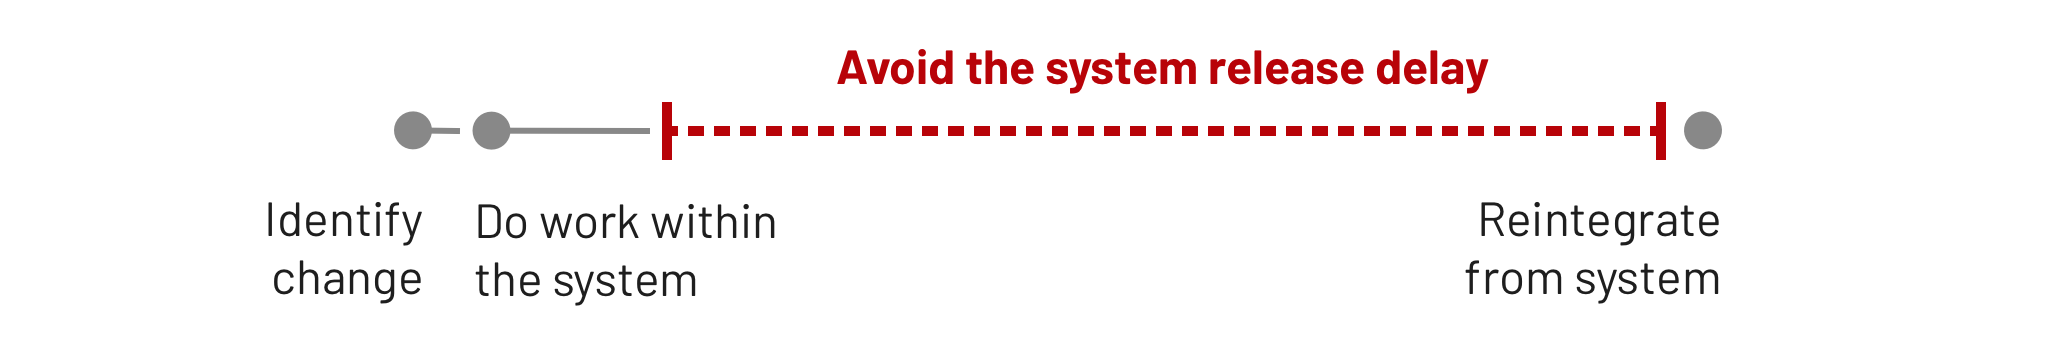 Avoid the system release delay
Identify
change
Do work within
the system
Reintegrate
from system